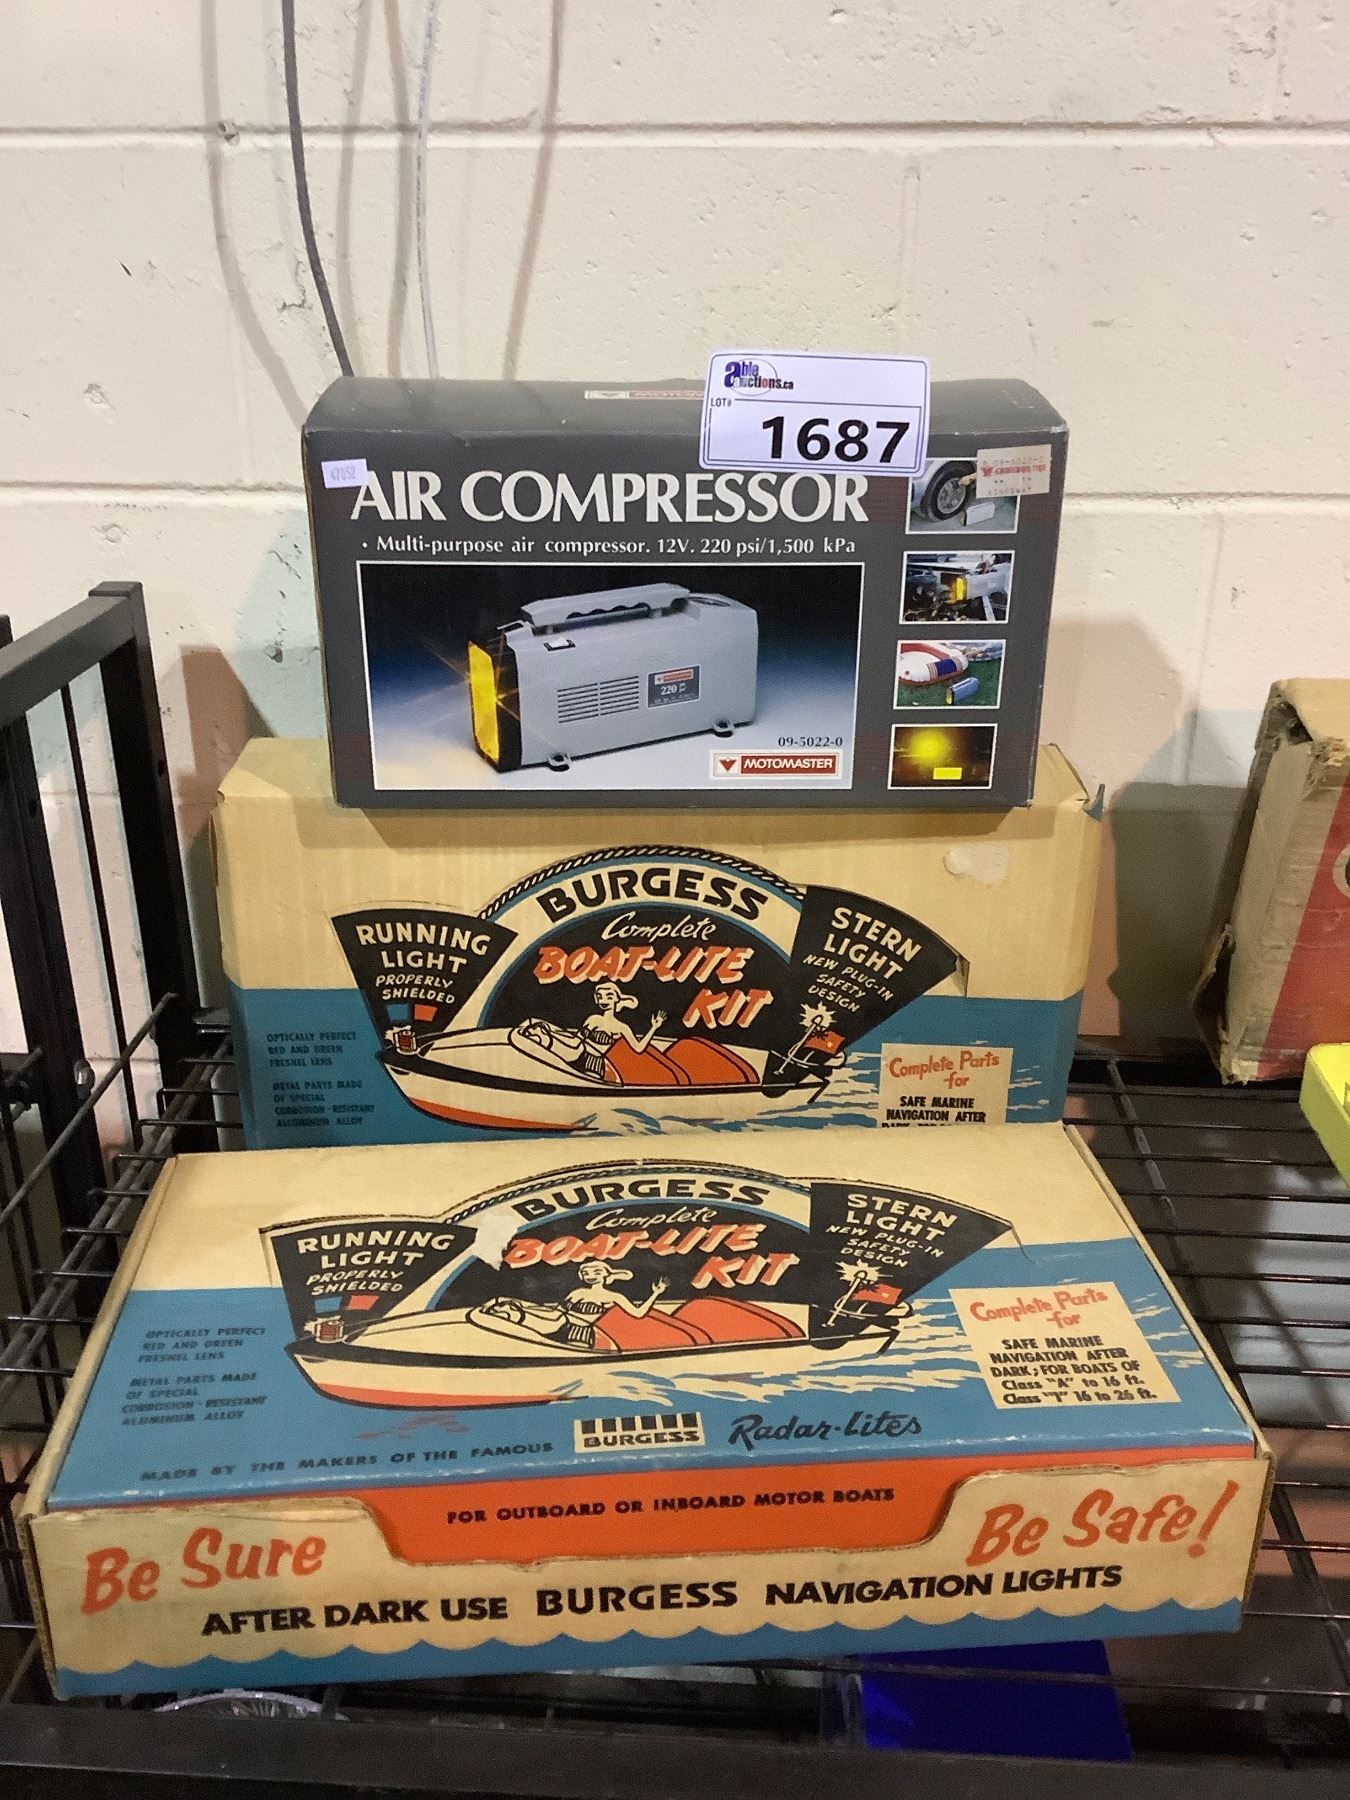 able
auctions.ca
LOT#
1687
47052
AIR COMPRESSOR
• Multi-purpose air compressor. 12V. 220 psi/1,500 kPa
MOTOMASTER
220
09-5022-0
MOTOMASTER
BURGESS
Complete
BOAT-LITE
KIT
RUNNING
LIGHT
PROPERLY
SHIELDED
STERN
LIGHT
NEW PLUG-IN
SAFETY
DESIGN
OPTICALLY PERFECT
RED AND GREEN
FRESNEL LENS
METAL PARTS MADE
OF SPECIAL
CORROSION-RESISTANT
ALUMINUM ALLOY
Complete Parts
for
SAFE MARINE
NAVIGATION AFTER
BURGESS
Complete
BOAT-LITE
KIT
RUNNING
LIGHT
PROPERLY
SHIELDED
STERN
LIGHT
NEW PLUG-IN
SAFETY
DESIGN
OPTICALLY PERFECT
RED AND GREEN
FRESNEL LENS
METAL PARTS MADE
OF SPECIAL
CORROSION-RESISTANT
ALUMINUM ALLOY
Complete Parts
for
SAFE MARINE
NAVIGATION AFTER
DARK; FOR BOATS OF
Class "A" to 16 ft.
Class "1" 16 to 26 ft.
MADE BY THE MAKERS OF THE FAMOUS BURGESS Radar-Lites
FOR OUTBOARD OR INBOARD MOTOR BOATS
Be Sure Be Safe!
AFTER DARK USE BURGESS NAVIGATION LIGHTS